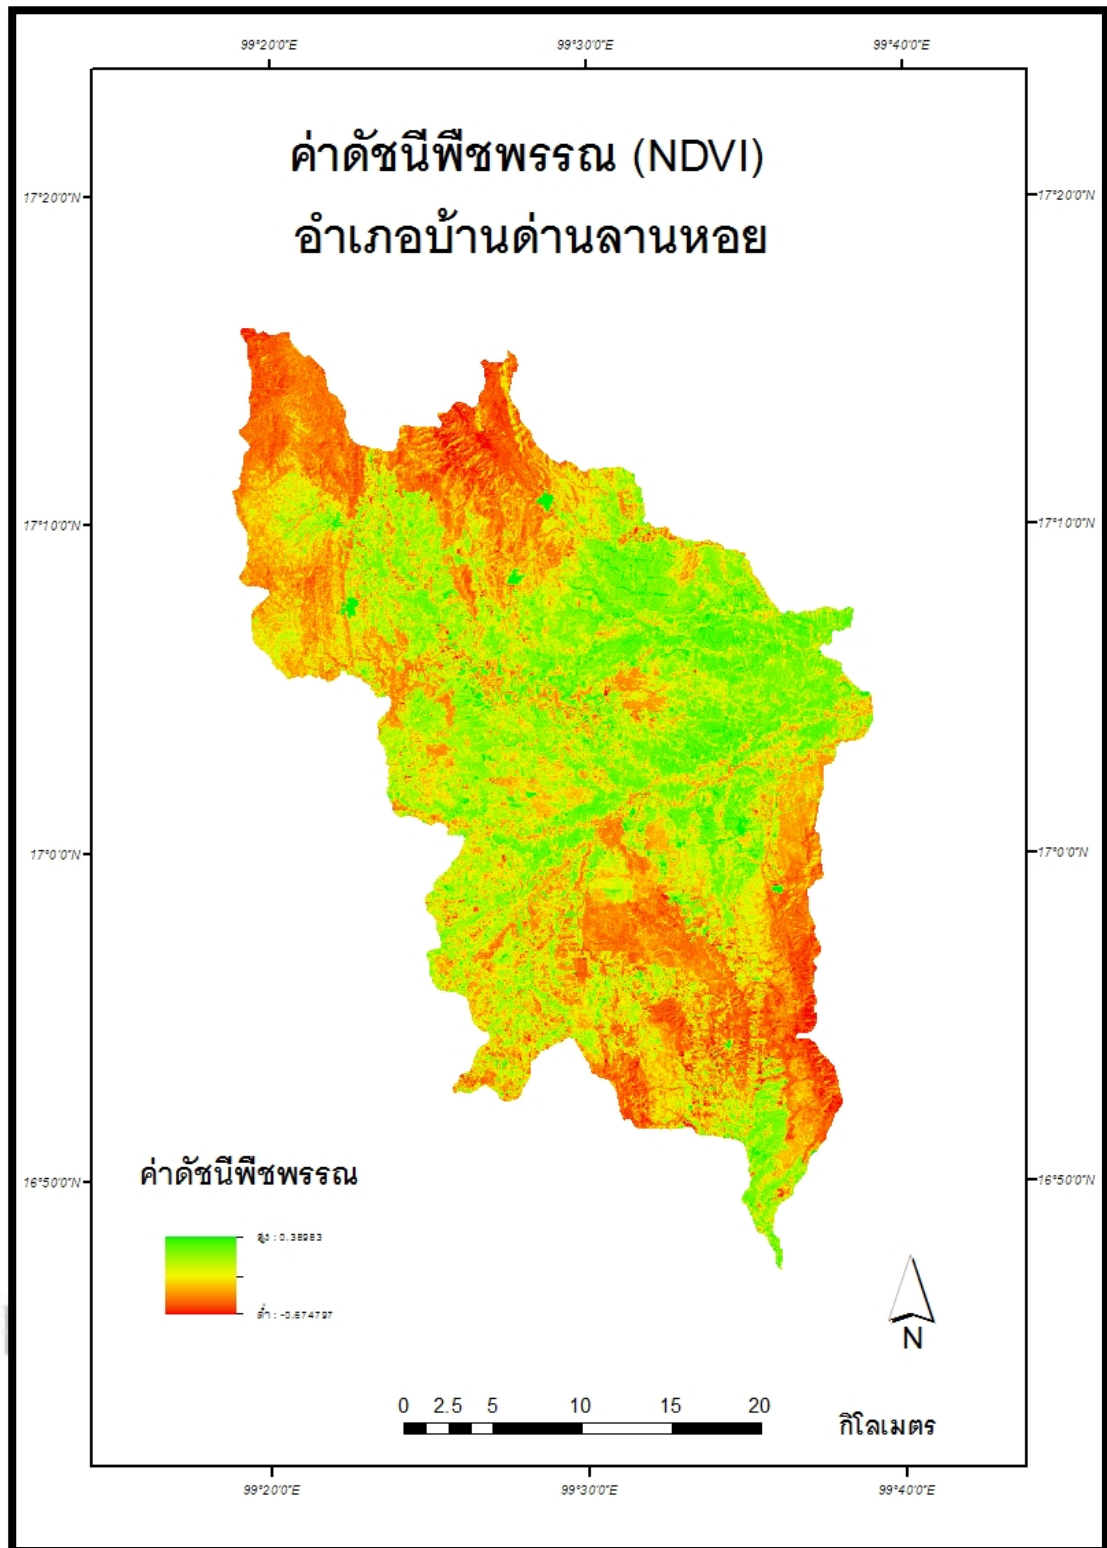 99°20'0"E 99°30'0"E 99°40'0"E
ค่าดัชนีพืชพรรณ (NDVI)
อำเภอบ้านด่านลานหอย
17°20'0"N 17°20'0"N
17°10'0"N 17°10'0"N
17°0'0"N 17°0'0"N
16°50'0"N 16°50'0"N
ค่าดัชนีพืชพรรณ
สูง : 0.38983
ต่ำ : -0.674797
N
0 2.5 5 10 15 20
กิโลเมตร
99°20'0"E 99°30'0"E 99°40'0"E